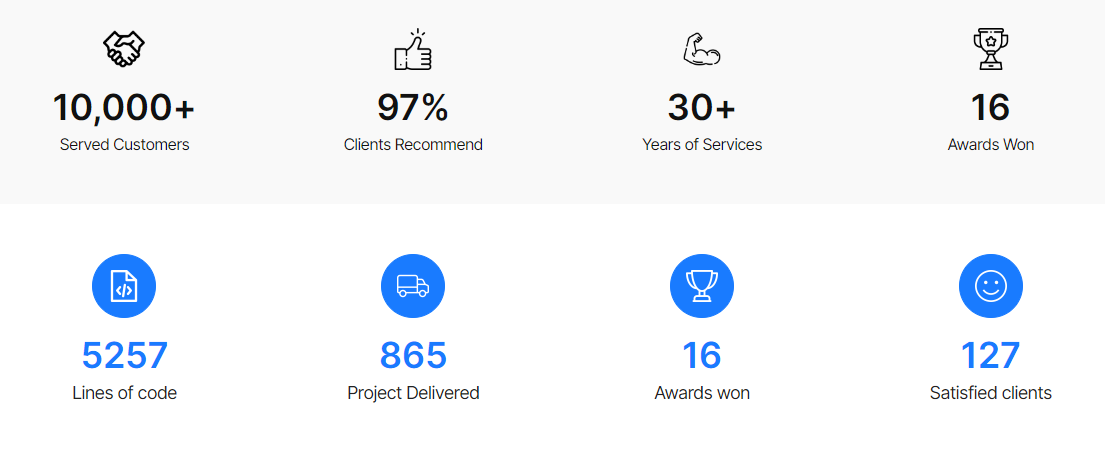 10,000+
97%
30+
16
Served Customers
Clients Recommend
Years of Services
Awards Won
5257
865
16
127
Lines of code
Project Delivered
Awards won
Satisfied clients